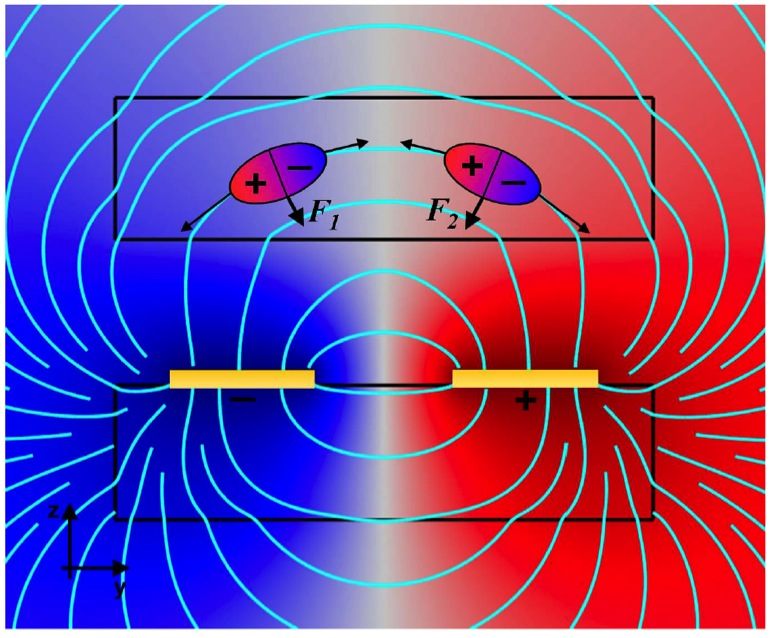 + − − +
+ −
F₁ F₂
− +
z
y